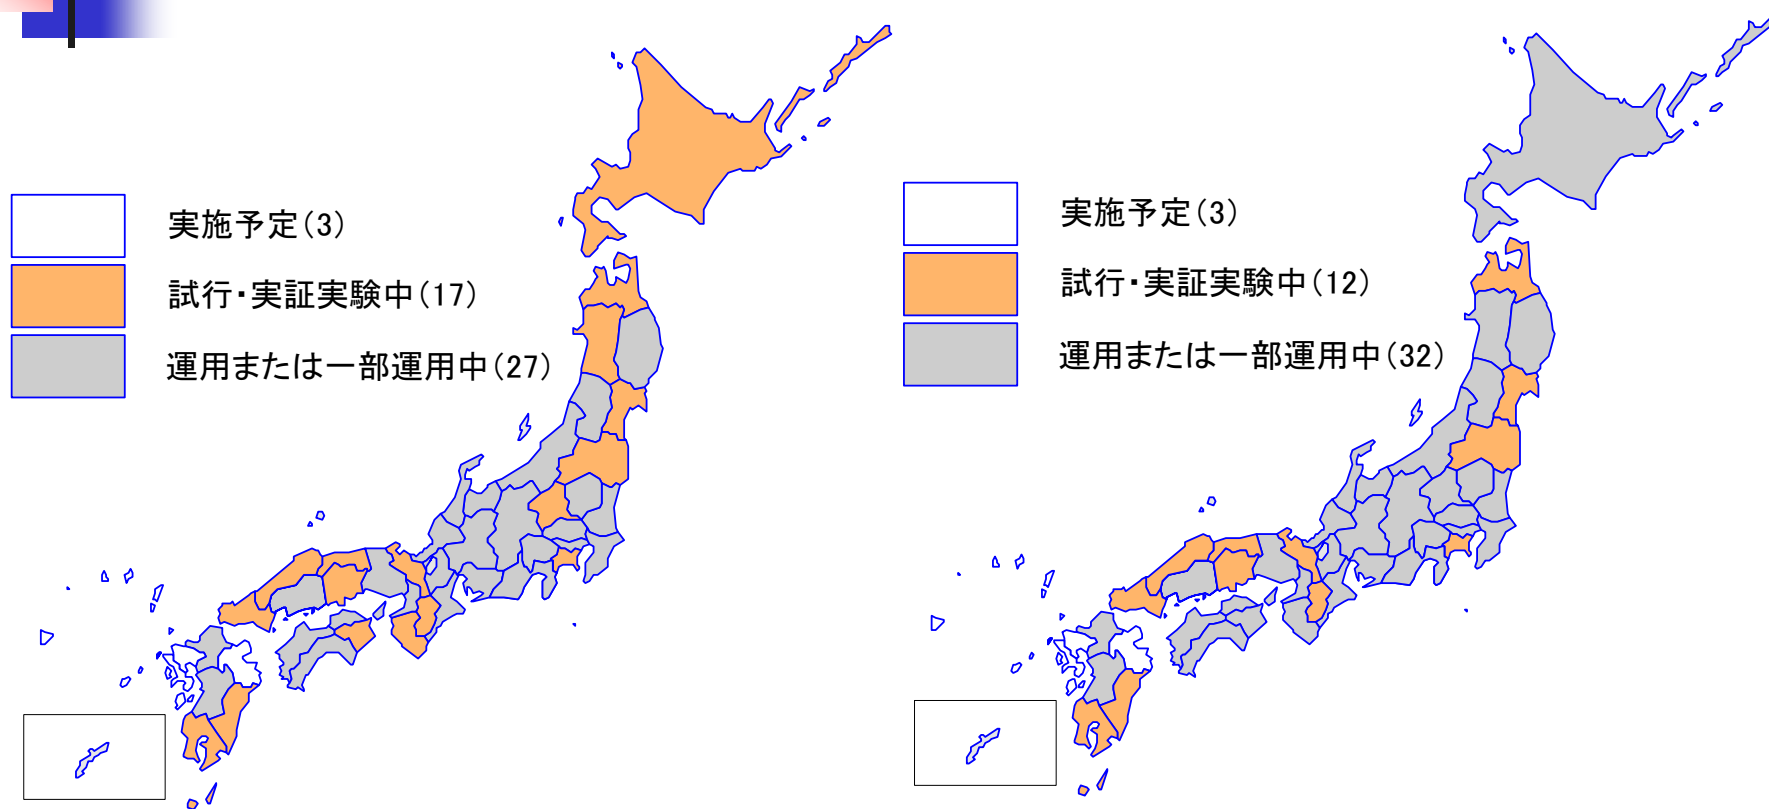 実施予定(3)
試行・実証実験中(17)
運用または一部運用中(27)
実施予定(3)
試行・実証実験中(12)
運用または一部運用中(32)